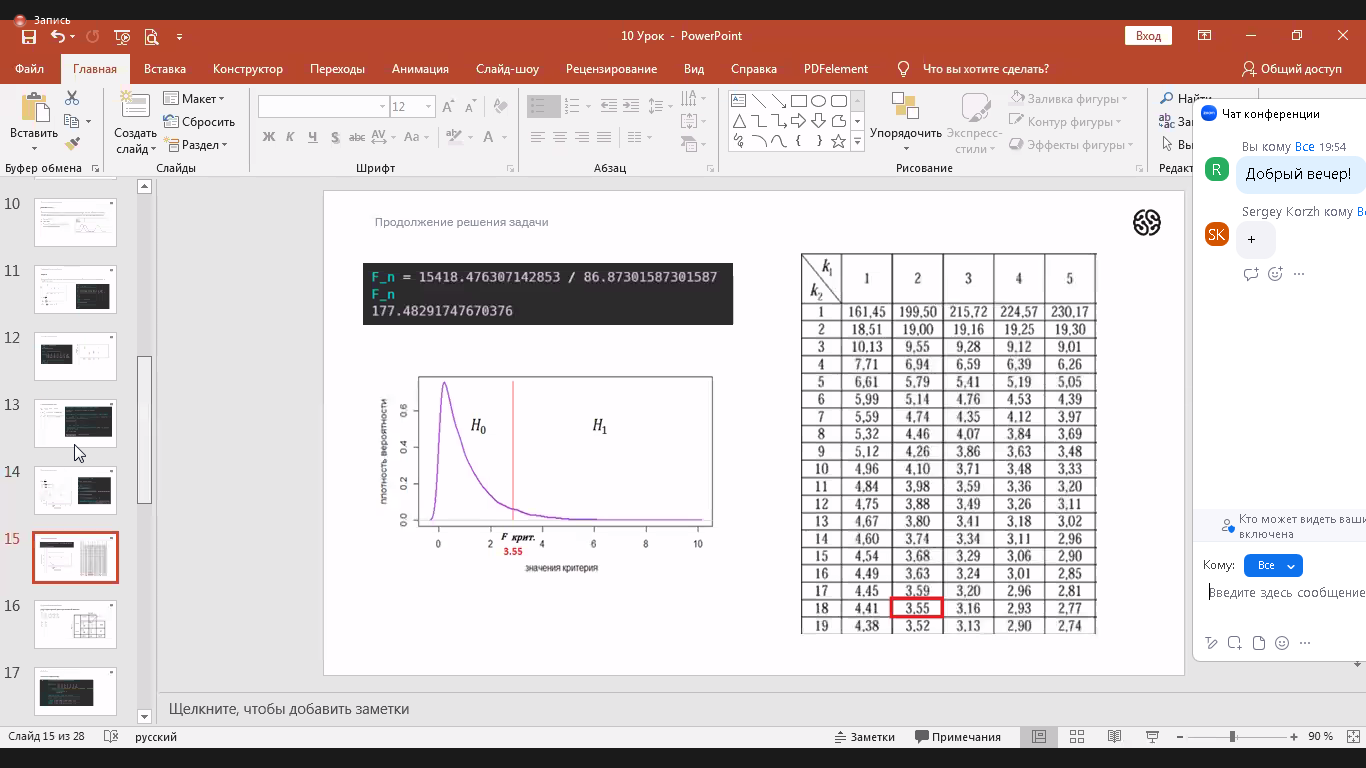 Запись
10 Урок - PowerPoint
Вход
Файл Главная Вставка Конструктор Переходы Анимация Слайд-шоу Рецензирование Вид Справка PDFelement Что вы хотите сделать? Общий доступ
Вставить
Буфер обмена
Создать слайд
Макет
Сбросить
Раздел
Слайды
12
Ж К Ч S abc AV Aa
Шрифт
Абзац
Упорядочить
Экспресс-стили
Заливка фигуры
Контур фигуры
Эффекты фигуры
Рисование
Найти
За
Вы
Редакт
10
11
12
13
14
15
16
17
Продолжение решения задачи
F_n = 15418.476307142853 / 86.87301587301587
F_n
177.48291747670376
плотность вероятности
0.0 0.2 0.4 0.6
H0 H1
0 2 4 6 8 10
F крит.
3.55
значения критерия
k1 k2 1 2 3 4 5
1 161,45 199,50 215,72 224,57 230,17
2 18,51 19,00 19,16 19,25 19,30
3 10,13 9,55 9,28 9,12 9,01
4 7,71 6,94 6,59 6,39 6,26
5 6,61 5,79 5,41 5,19 5,05
6 5,99 5,14 4,76 4,53 4,39
7 5,59 4,74 4,35 4,12 3,97
8 5,32 4,46 4,07 3,84 3,69
9 5,12 4,26 3,86 3,63 3,48
10 4,96 4,10 3,71 3,48 3,33
11 4,84 3,98 3,59 3,36 3,20
12 4,75 3,88 3,49 3,26 3,11
13 4,67 3,80 3,41 3,18 3,02
14 4,60 3,74 3,34 3,11 2,96
15 4,54 3,68 3,29 3,06 2,90
16 4,49 3,63 3,24 3,01 2,85
17 4,45 3,59 3,20 2,96 2,81
18 4,41 3,55 3,16 2,93 2,77
19 4,38 3,52 3,13 2,90 2,74
Чат конференции
Вы кому Все 19:54
R
Добрый вечер!
Sergey Korzh кому В
SK
+
Кто может видеть ваши
включена
Кому: Все
Введите здесь сообщение
Щелкните, чтобы добавить заметки
Слайд 15 из 28 русский Заметки Примечания 90 %